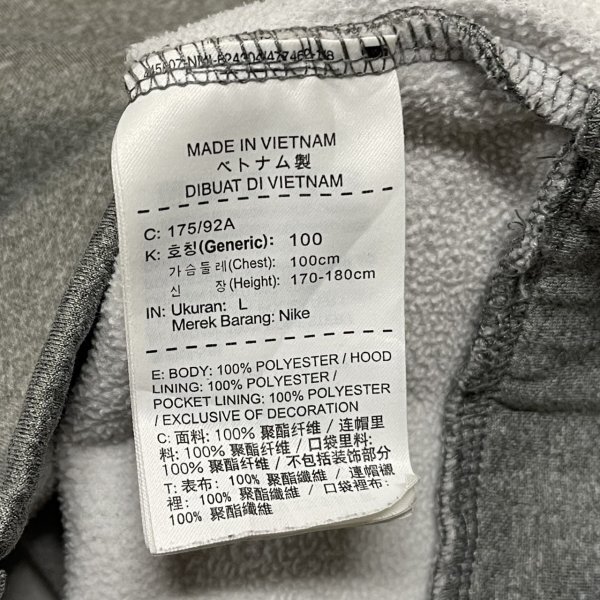 MADE IN VIETNAM
ベトナム製
DIBUAT DI VIETNAM
C: 175/92A
K: 호칭(Generic): 100
가슴둘레(Chest): 100cm
신 장(Height): 170-180cm
IN: Ukuran: L
Merek Barang: Nike
E: BODY: 100% POLYESTER / HOOD
LINING: 100% POLYESTER /
POCKET LINING: 100% POLYESTER
/ EXCLUSIVE OF DECORATION
C: 面料: 100% 聚酯纤维 / 连帽里
料: 100% 聚酯纤维 / 口袋里料:
100% 聚酯纤维 / 不包括装饰部分
T: 表布: 100% 聚酯纖維 / 連帽襯
裡: 100% 聚酯纖維 / 口袋裡布:
100% 聚酯纖維